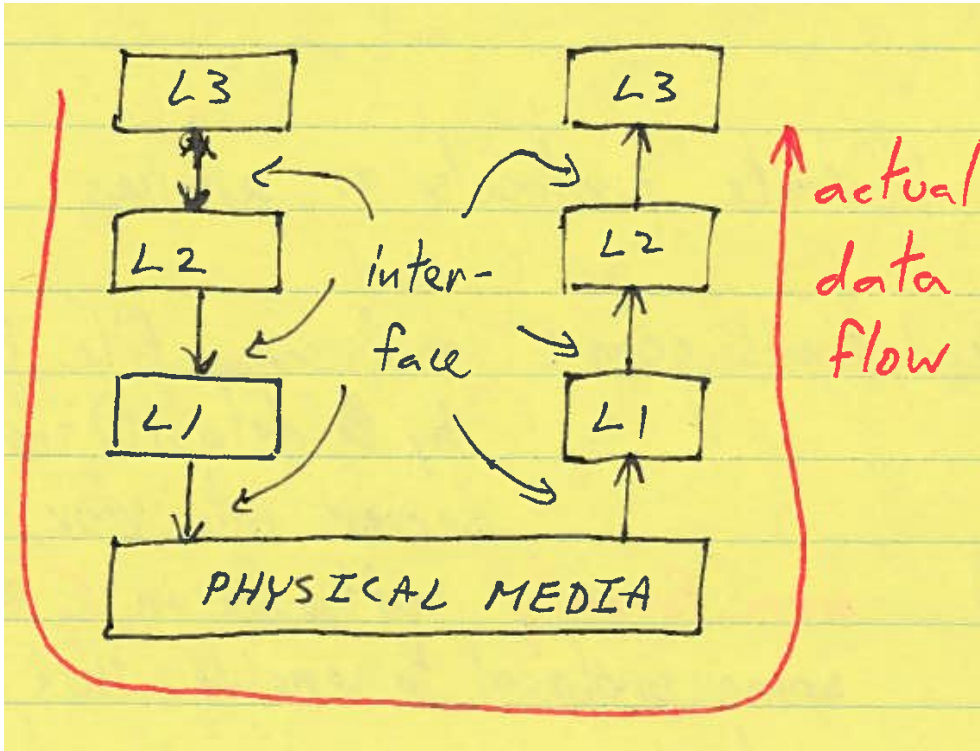 L3
L3
L2
L2
inter-
face
L1
L1
PHYSICAL MEDIA
actual
data
flow